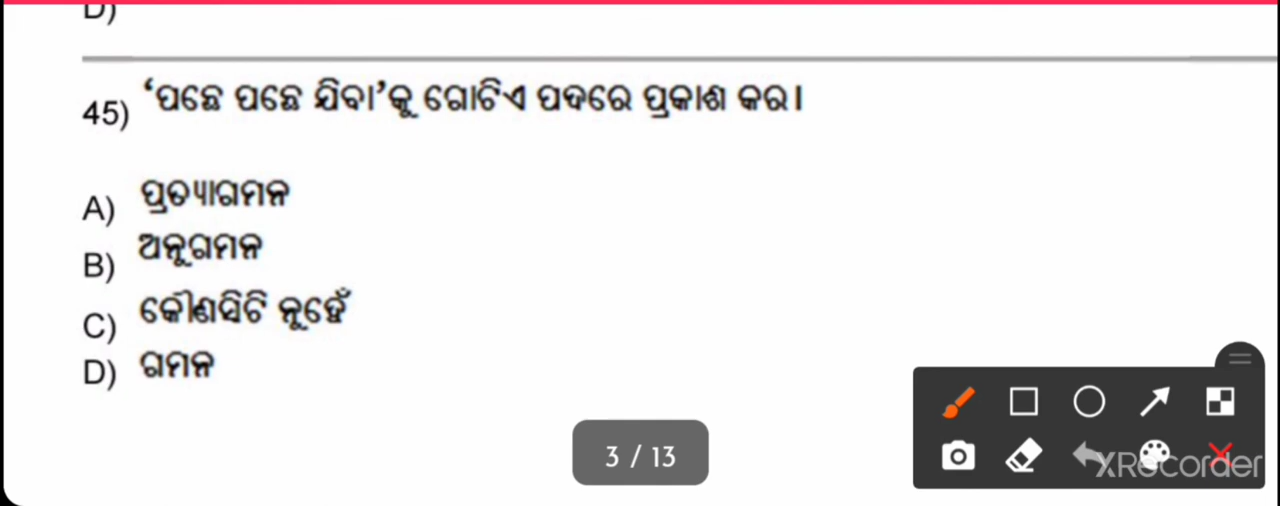 D)
45) ‘ପଛେ ପଛେ ଯିବା’କୁ ଗୋଟିଏ ପଦରେ ପ୍ରକାଶ କର।
A) ପ୍ରତ୍ୟାଗମନ
B) ଅନୁଗମନ
C) କୌଣସିଟି ନୁହେଁ
D) ଗମନ
3 / 13
XRecorder